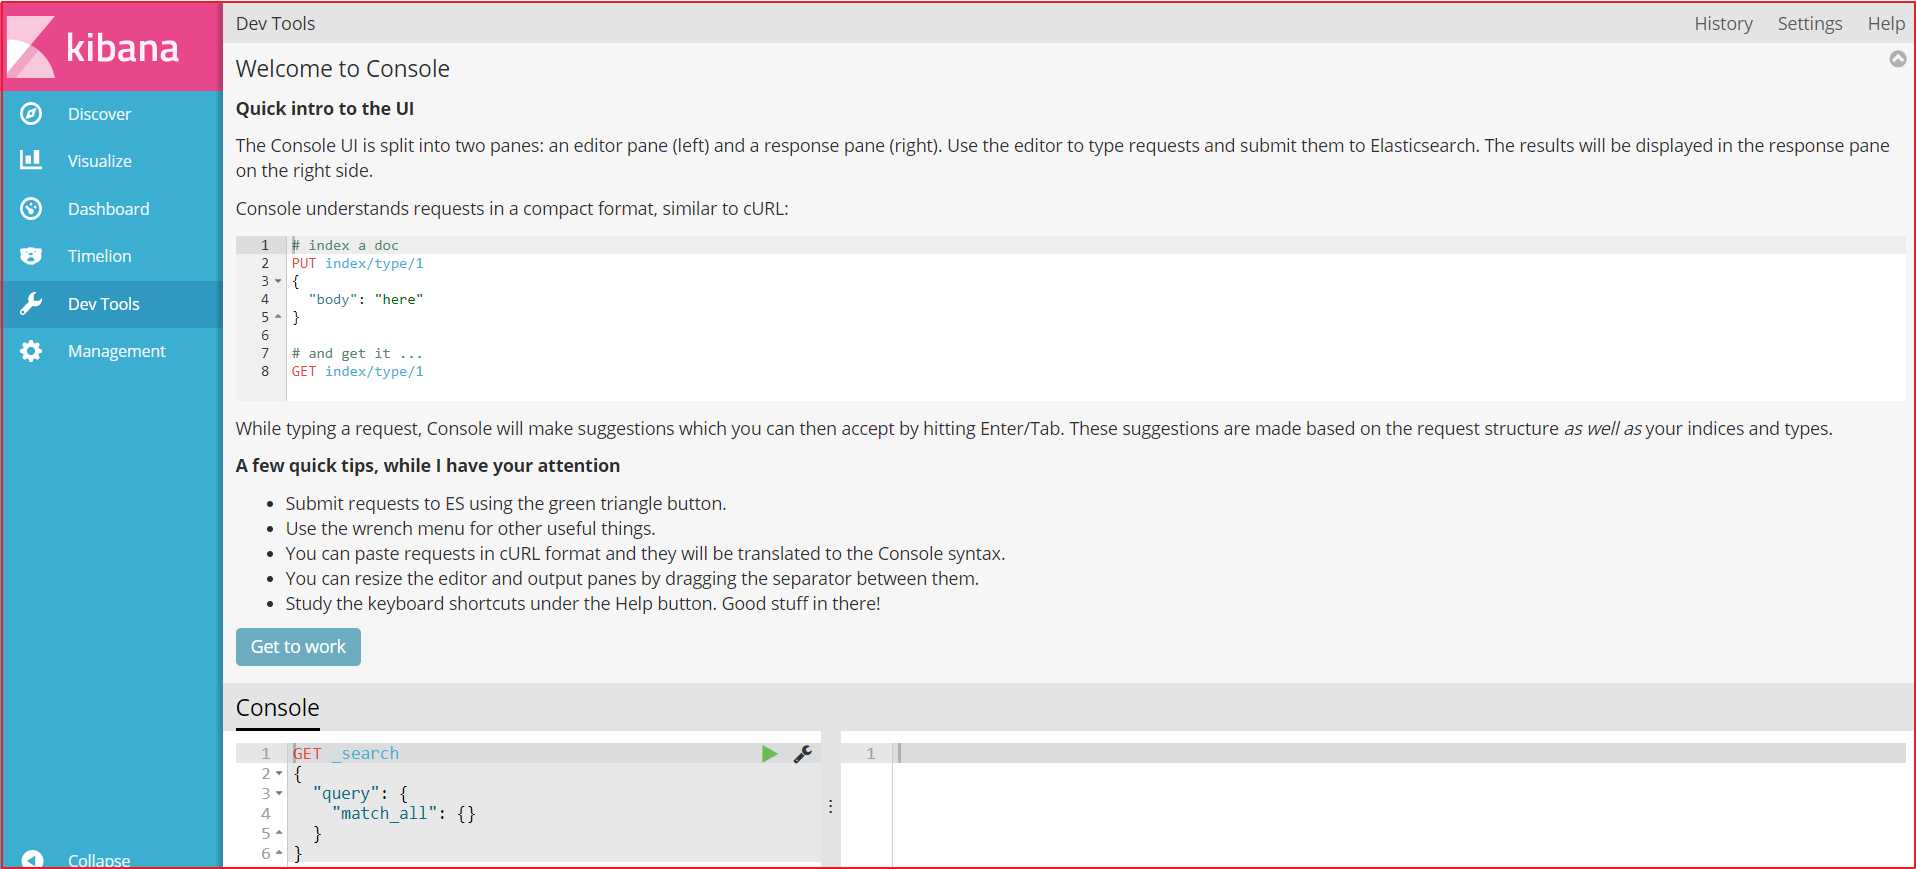 kibana
Discover
Visualize
Dashboard
Timelion
Dev Tools
Management
Collapse
Dev Tools
History Settings Help
Welcome to Console
Quick intro to the UI
The Console UI is split into two panes: an editor pane (left) and a response pane (right). Use the editor to type requests and submit them to Elasticsearch. The results will be displayed in the response pane
on the right side.
Console understands requests in a compact format, similar to cURL:
1 # index a doc
2 PUT index/type/1
3 {
4 "body": "here"
5 }
6
7 # and get it ...
8 GET index/type/1
While typing a request, Console will make suggestions which you can then accept by hitting Enter/Tab. These suggestions are made based on the request structure as well as your indices and types.
A few quick tips, while I have your attention
• Submit requests to ES using the green triangle button.
• Use the wrench menu for other useful things.
• You can paste requests in cURL format and they will be translated to the Console syntax.
• You can resize the editor and output panes by dragging the separator between them.
• Study the keyboard shortcuts under the Help button. Good stuff in there!
Get to work
Console
1 GET _search
2 {
3 "query": {
4 "match_all": {}
5 }
6 }
1